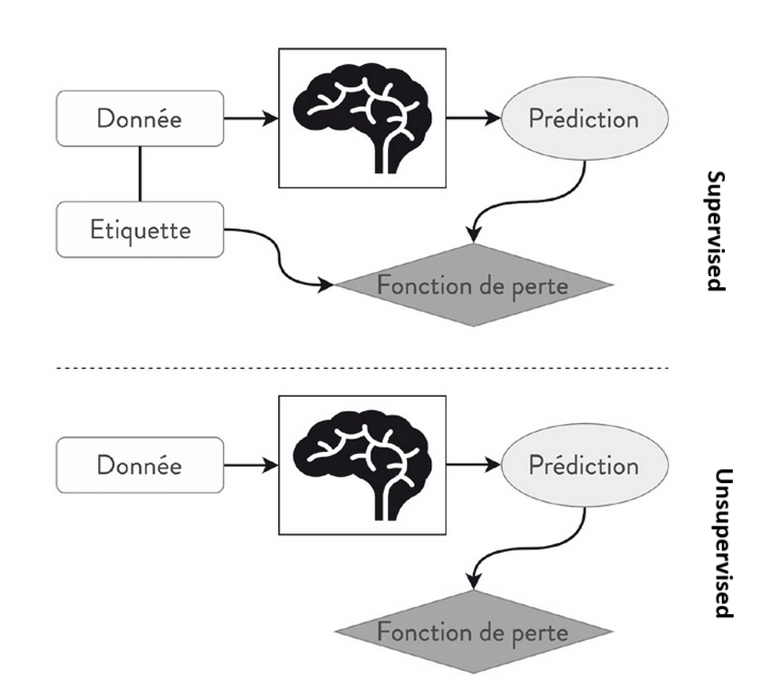 Donnée
Prédiction
Etiquette
Fonction de perte
Supervised
Donnée
Prédiction
Fonction de perte
Unsupervised